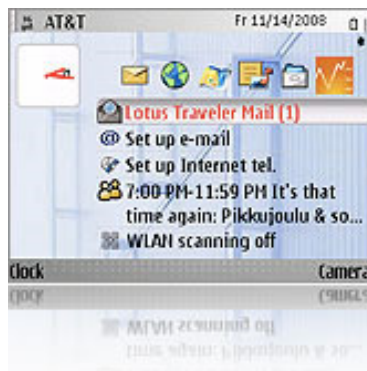 AT&T Fr 11/14/2008
Lotus Traveler Mail (1)
Set up e-mail
Set up Internet tel.
7:00 PM-11:59 PM It's that
time again: Pikkujoulu & so...
WLAN scanning off
Clock Camera